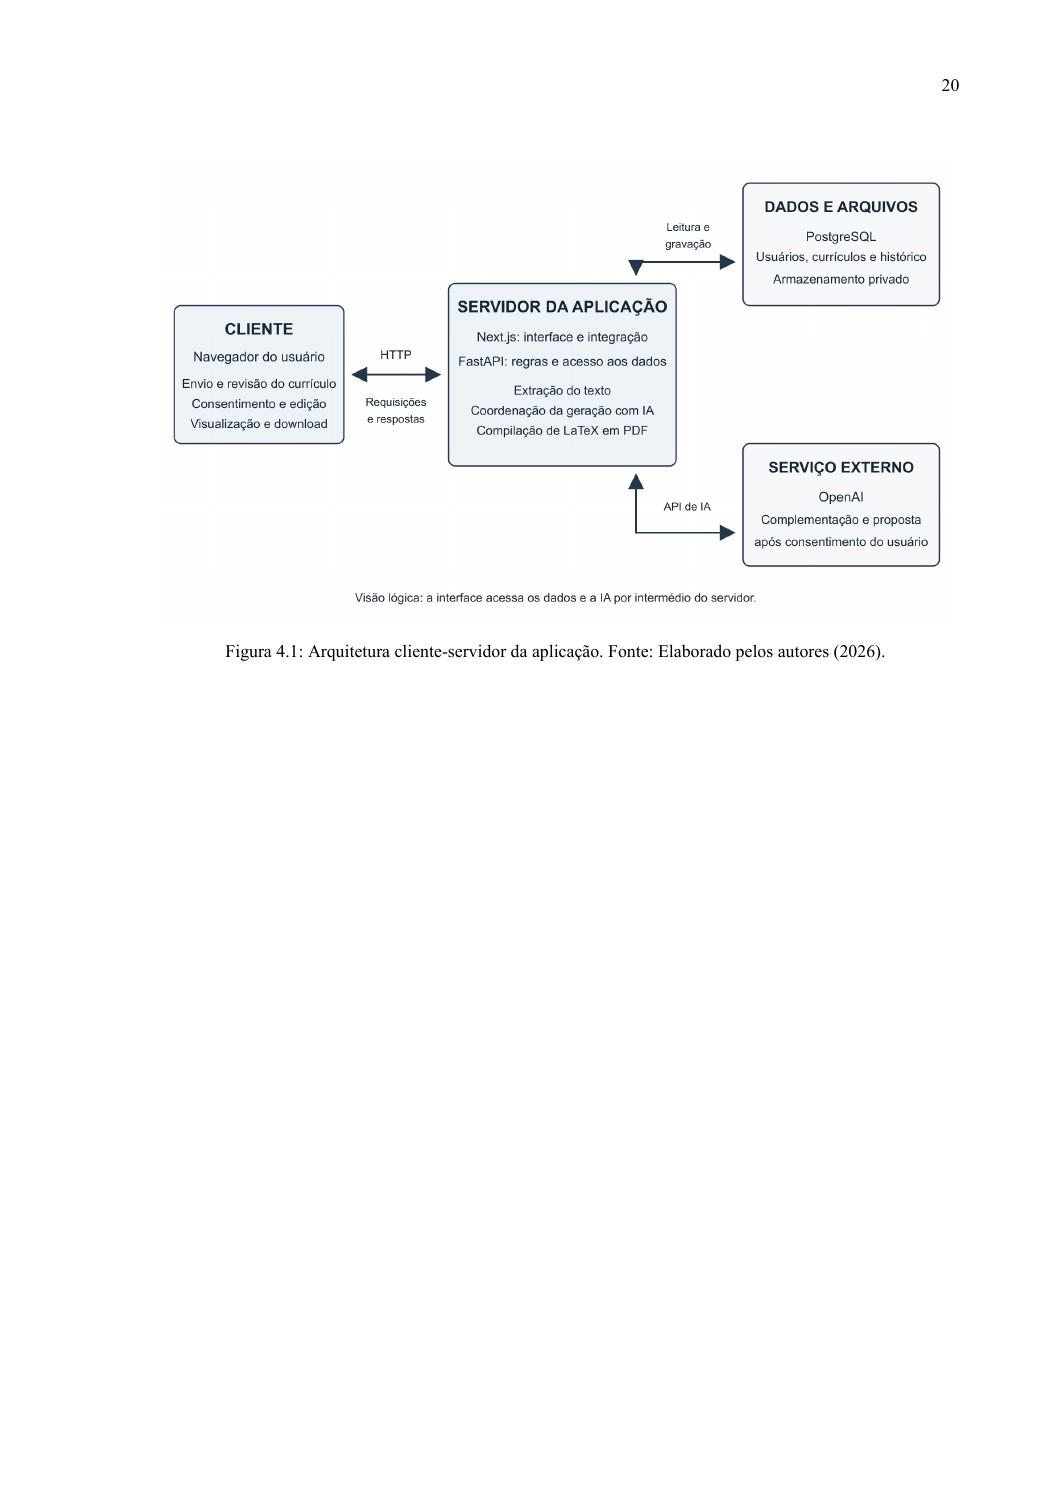 20
DADOS E ARQUIVOS
PostgreSQL
Usuários, currículos e histórico
Armazenamento privado
Leitura e
gravação
SERVIDOR DA APLICAÇÃO
Next.js: interface e integração
FastAPI: regras e acesso aos dados
Extração do texto
Coordenação da geração com IA
Compilação de LaTeX em PDF
CLIENTE
Navegador do usuário
Envio e revisão do currículo
Consentimento e edição
Visualização e download
HTTP
Requisições
e respostas
SERVIÇO EXTERNO
OpenAI
Complementação e proposta
após consentimento do usuário
API de IA
Visão lógica: a interface acessa os dados e a IA por intermédio do servidor.
Figura 4.1: Arquitetura cliente-servidor da aplicação. Fonte: Elaborado pelos autores (2026).